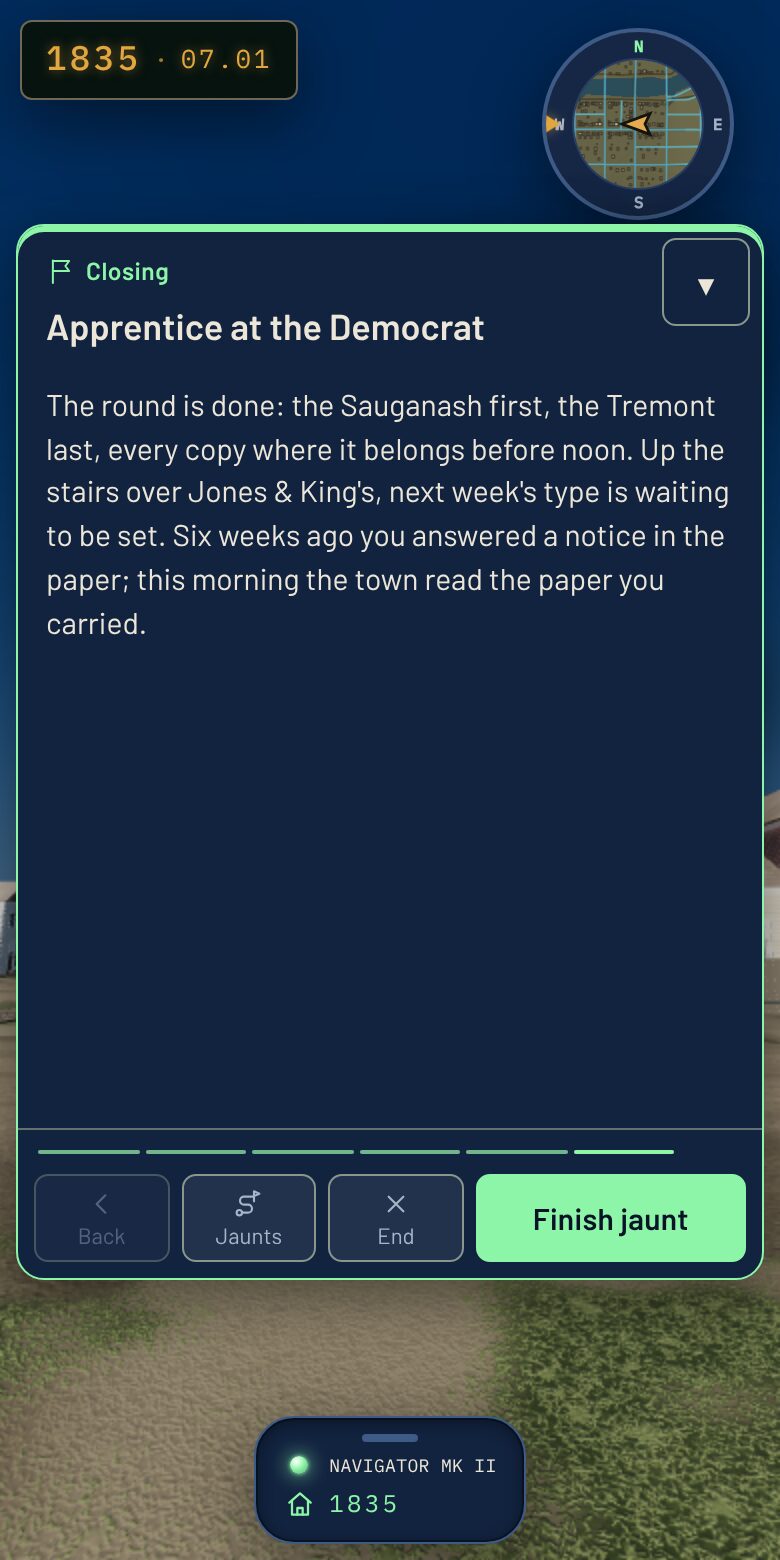 1835 · 07.01
N
W
E
S
Closing
Apprentice at the Democrat
The round is done: the Sauganash first, the Tremont
last, every copy where it belongs before noon. Up the
stairs over Jones & King's, next week's type is waiting
to be set. Six weeks ago you answered a notice in the
paper; this morning the town read the paper you
carried.
Back
Jaunts
End
Finish jaunt
NAVIGATOR MK II
1835